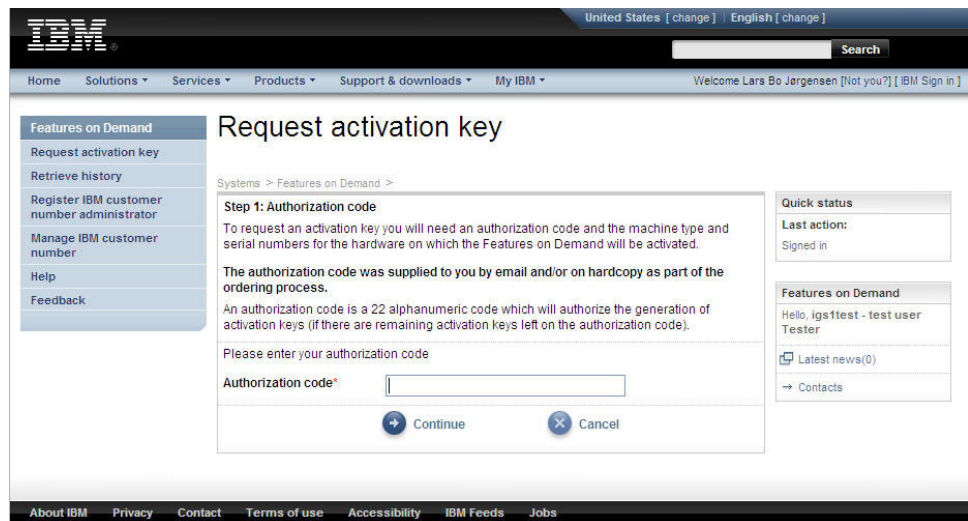 United States [ change ] | English [ change ]
IBM®
Search
Home Solutions Services Products Support & downloads My IBM Welcome Lars Bo Jørgensen [Not you?] [ IBM Sign in ]
Features on Demand
Request activation key
Retrieve history
Register IBM customer
number administrator
Manage IBM customer
number
Help
Feedback
Request activation key
Systems > Features on Demand >
Step 1: Authorization code
To request an activation key you will need an authorization code and the machine type and
serial numbers for the hardware on which the Features on Demand will be activated.
The authorization code was supplied to you by email and/or on hardcopy as part of the
ordering process.
An authorization code is a 22 alphanumeric code which will authorize the generation of
activation keys (if there are remaining activation keys left on the authorization code).
Please enter your authorization code
Authorization code*
Continue Cancel
Quick status
Last action:
Signed in
Features on Demand
Hello, igs1test - test user
Tester
Latest news(0)
→ Contacts
About IBM Privacy Contact Terms of use Accessibility IBM Feeds Jobs